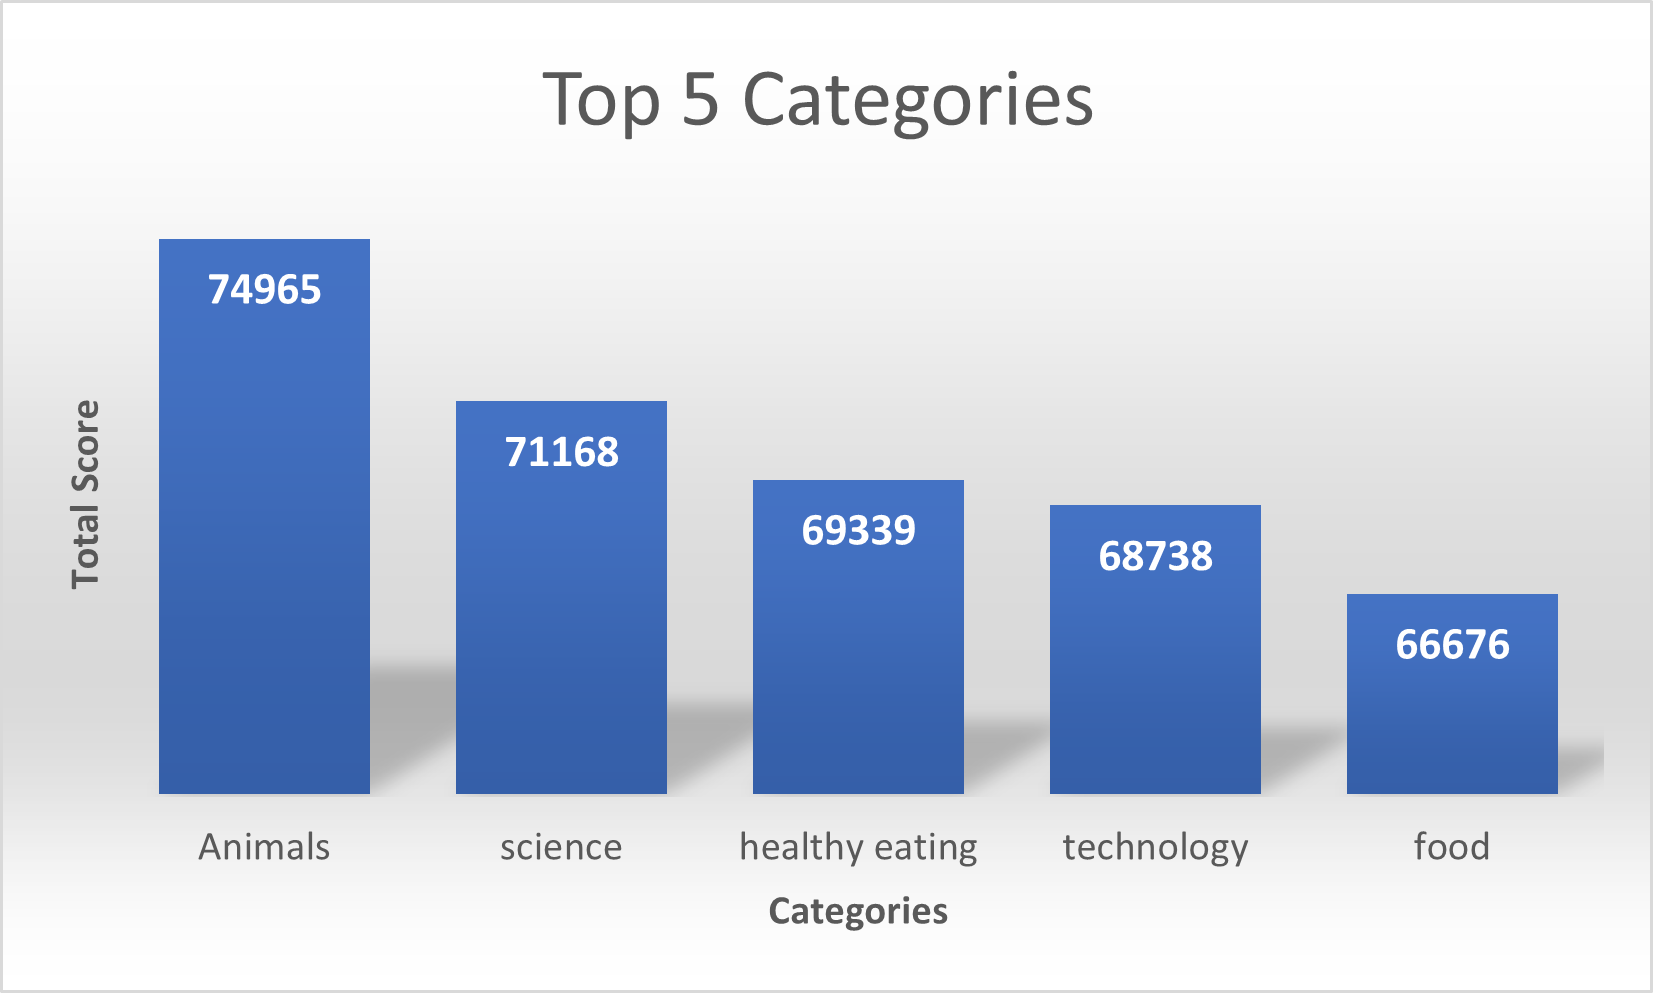 Top 5 Categories
Total Score
74965
71168
69339
68738
66676
Animals
science
healthy eating
technology
food
Categories